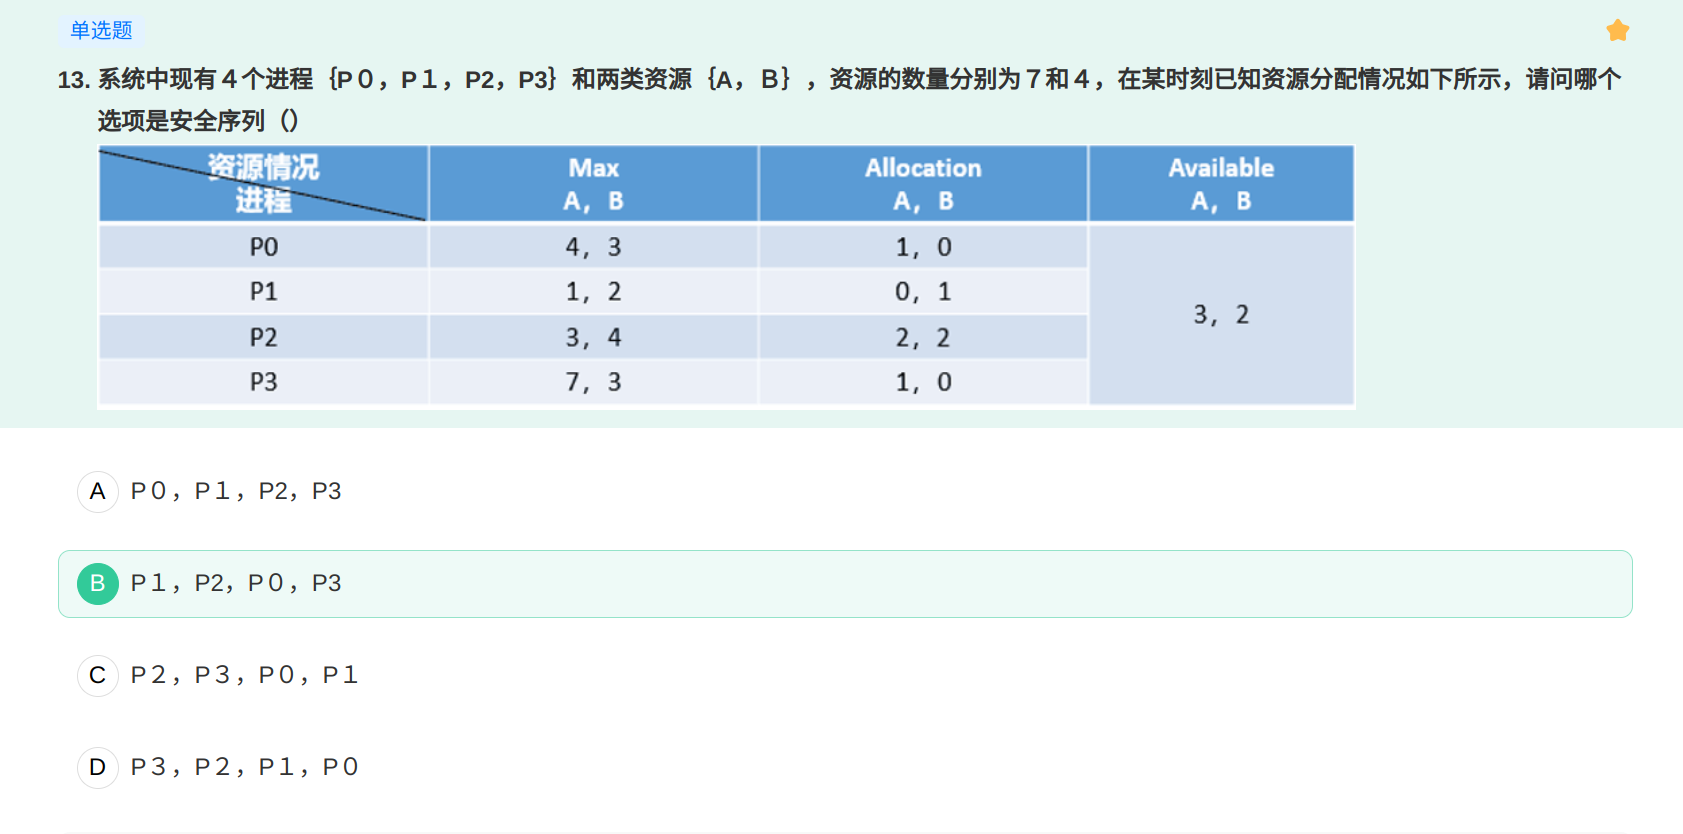 单选题
13. 系统中现有４个进程｛P０，P１，P2，P3｝和两类资源｛A，Ｂ｝，资源的数量分别为７和４，在某时刻已知资源分配情况如下所示，请问哪个
选项是安全序列（）
资源情况 Max Allocation Available
进程 A，B A，B A，B
P0 4，3 1，0
P1 1，2 0，1
3，2
P2 3，4 2，2
P3 7，3 1，0
A P０，P１，P2，P3
B P１，P2，P０，P3
C P２，P３，P０，P１
D P３，P２，P１，P０